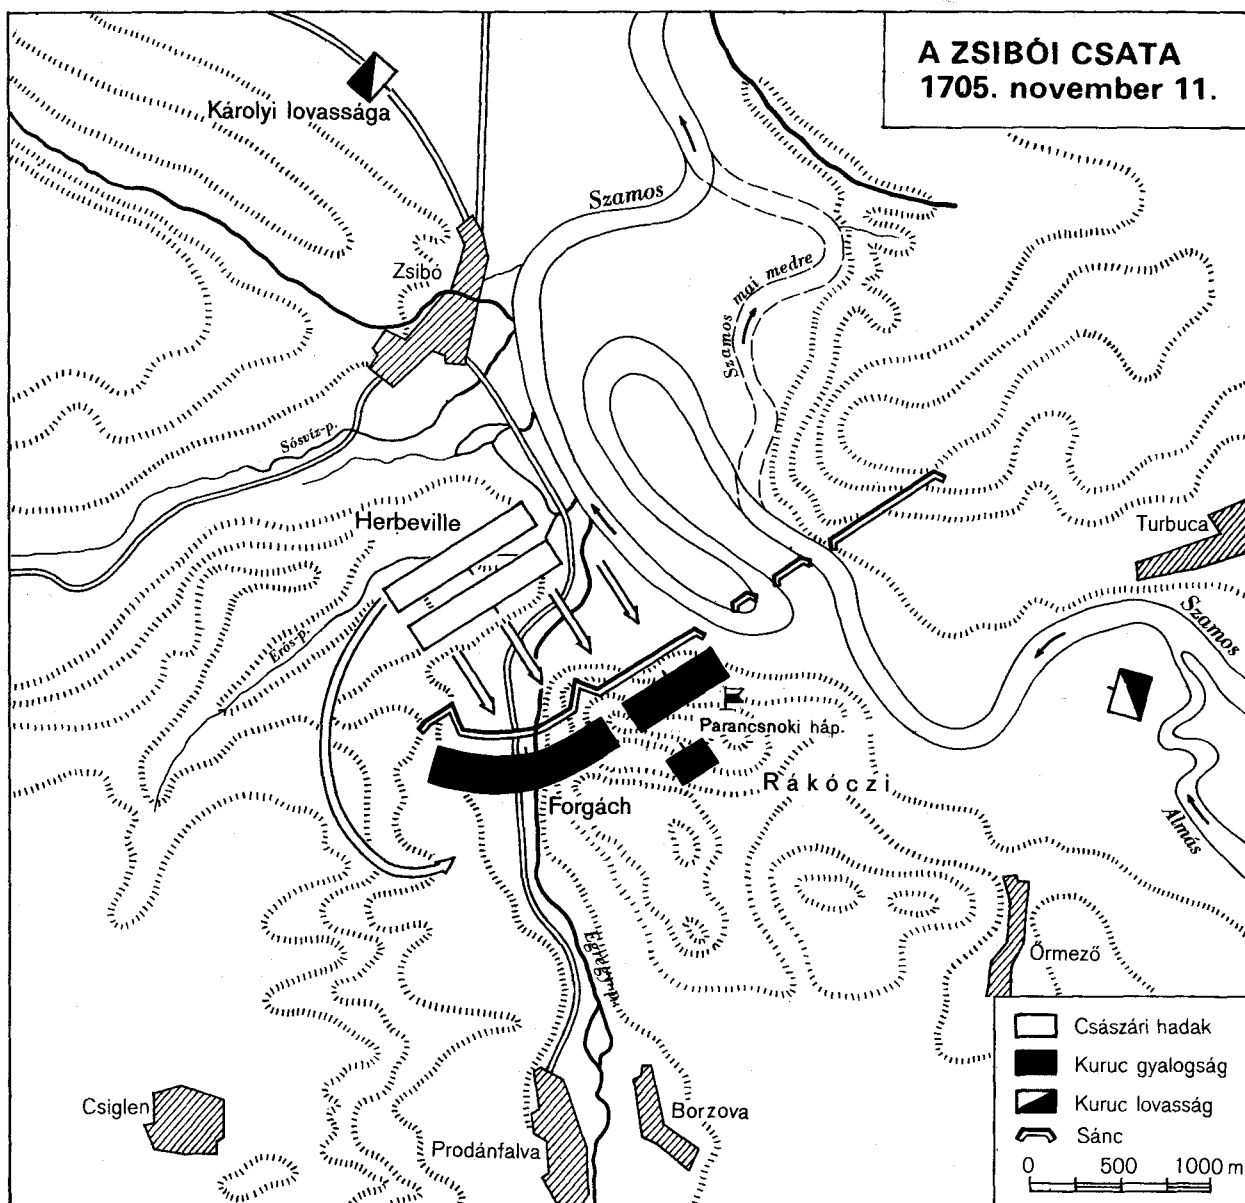 A ZSIBÓI CSATA
1705. november 11.
Károlyi lovassága
Szamos
Zsibó
Szamos mai medre
Sósvíz-p.
Herbeville
Turbuca
Szamos
Erős-p.
Parancsnoki háp.
Rákóczi
Forgách
Almás
Őrmező
Csiglen
Prodánfalva
Borzova
Császári hadak
Kuruc gyalogság
Kuruc lovasság
Sánc
0 500 1000 m